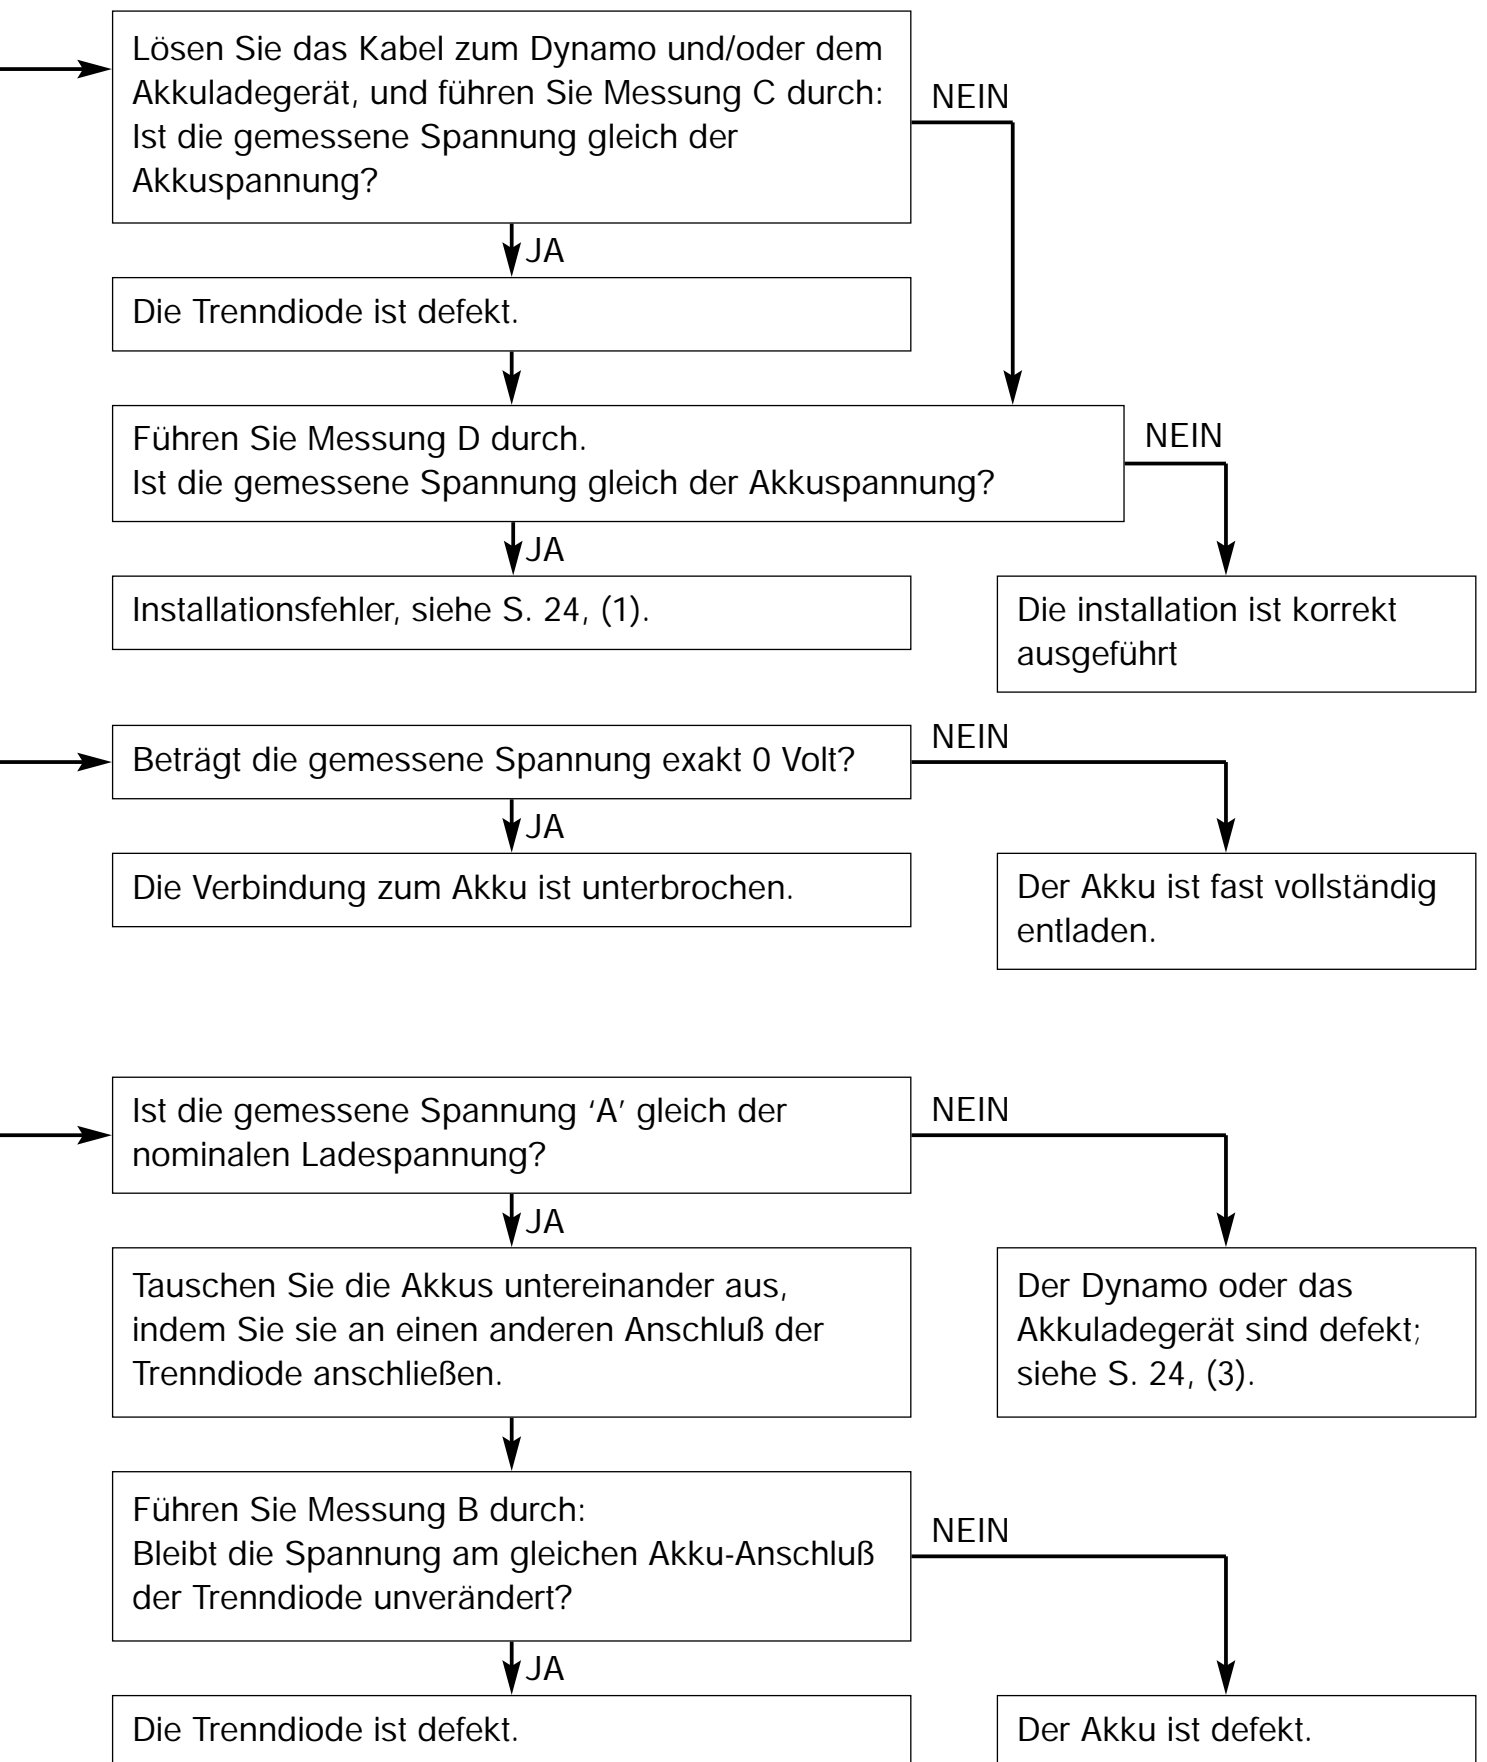 Lösen Sie das Kabel zum Dynamo und/oder dem
Akkuladegerät, und führen Sie Messung C durch:
Ist die gemessene Spannung gleich der
Akkuspannung?
NEIN
JA
Die Trenndiode ist defekt.
Führen Sie Messung D durch.
Ist die gemessene Spannung gleich der Akkuspannung?
NEIN
JA
Installationsfehler, siehe S. 24, (1).
Die installation ist korrekt
ausgeführt
Beträgt die gemessene Spannung exakt 0 Volt?
NEIN
JA
Die Verbindung zum Akku ist unterbrochen.
Der Akku ist fast vollständig
entladen.
Ist die gemessene Spannung ‘A’ gleich der
nominalen Ladespannung?
NEIN
JA
Tauschen Sie die Akkus untereinander aus,
indem Sie sie an einen anderen Anschluß der
Trenndiode anschließen.
Der Dynamo oder das
Akkuladegerät sind defekt;
siehe S. 24, (3).
Führen Sie Messung B durch:
Bleibt die Spannung am gleichen Akku-Anschluß
der Trenndiode unverändert?
NEIN
JA
Die Trenndiode ist defekt.
Der Akku ist defekt.